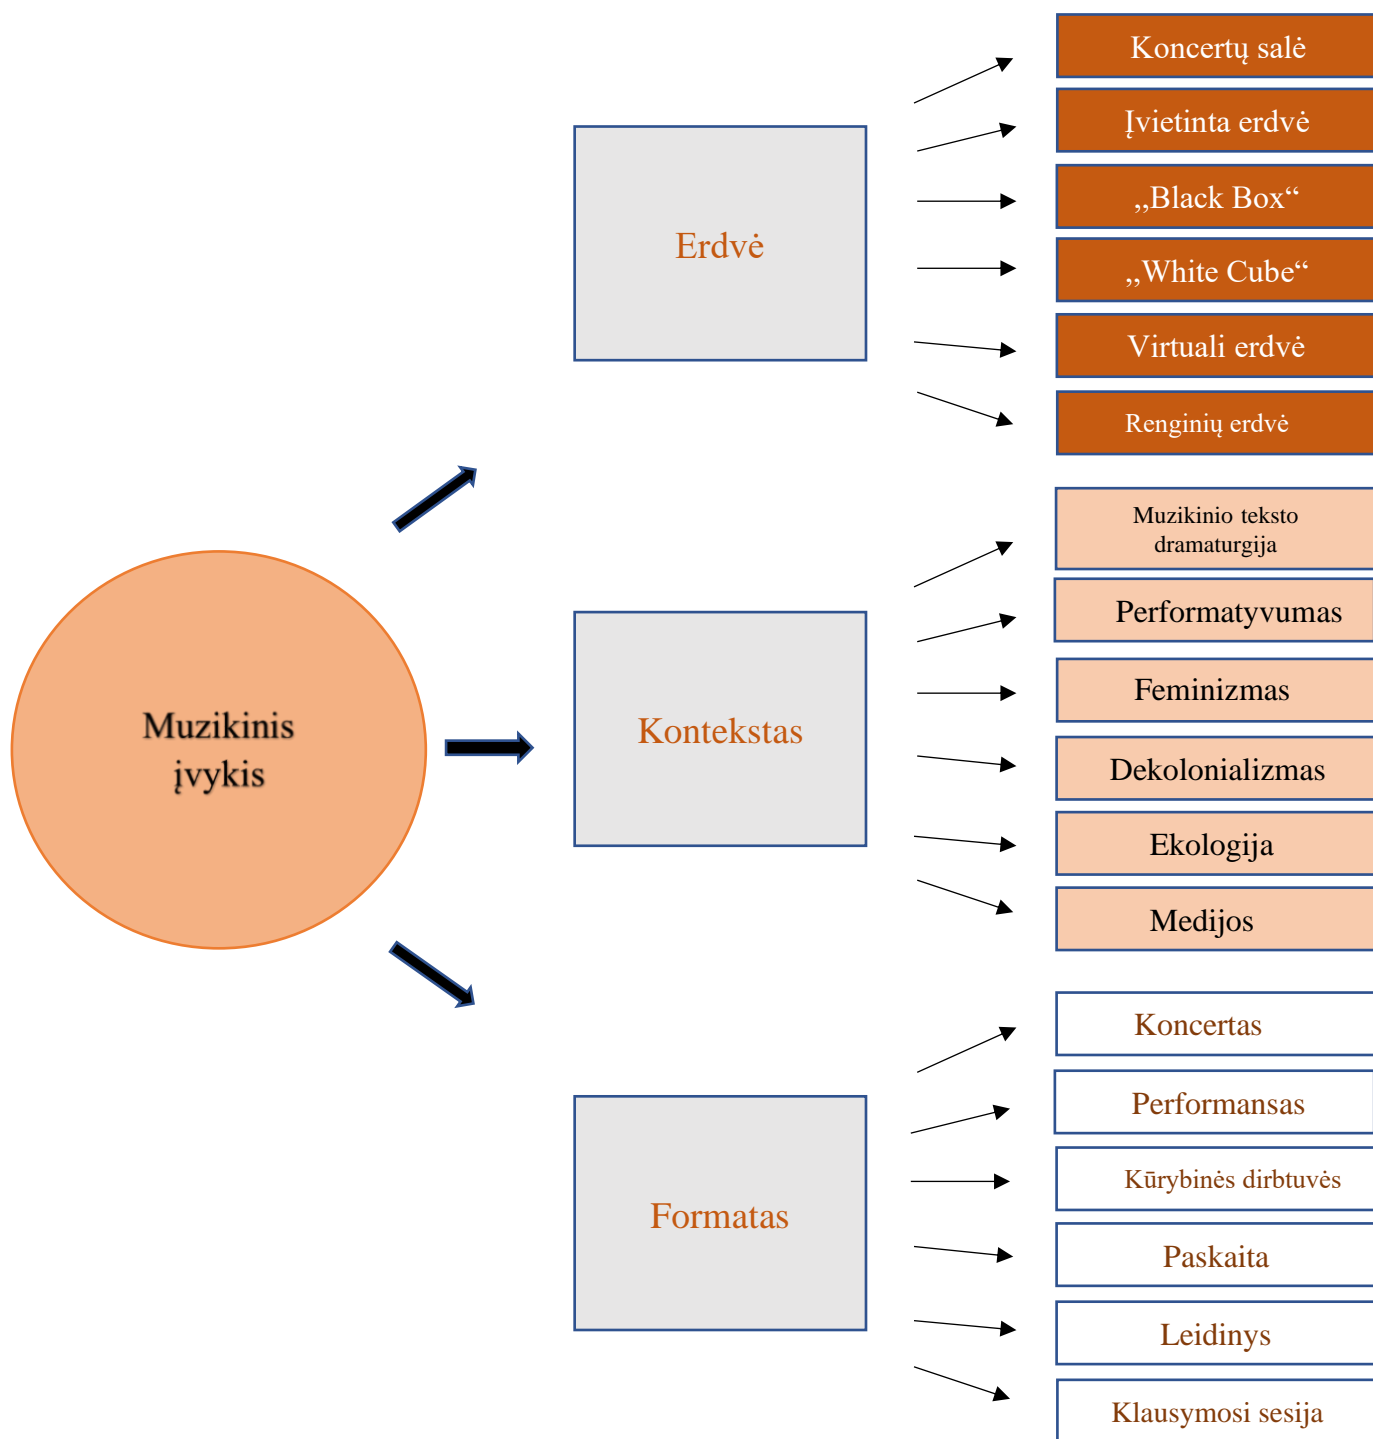 Koncertų salė
Įvietinta erdvė
„Black Box“
„White Cube“
Virtuali erdvė
Renginių erdvė
Erdvė
Muzikinio teksto
dramaturgija
Performatyvumas
Feminizmas
Dekolonializmas
Ekologija
Medijos
Kontekstas
Muzikinis
įvykis
Koncertas
Performansas
Kūrybinės dirbtuvės
Paskaita
Leidinys
Klausymosi sesija
Formatas